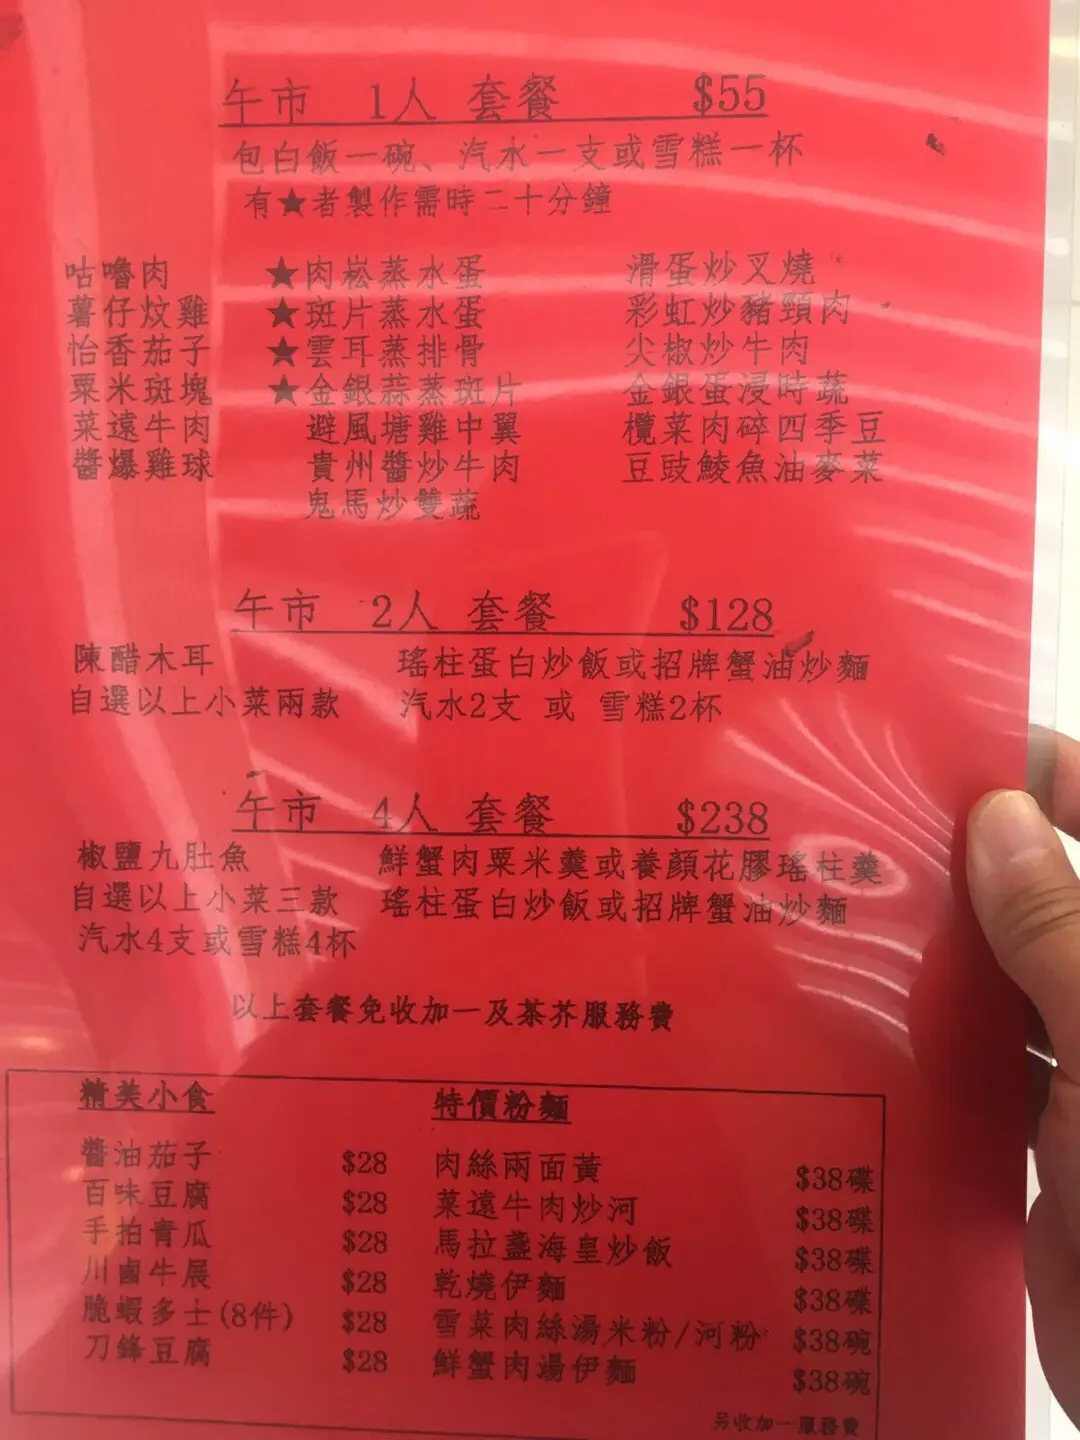 午市 1人 套餐 $55
包白飯一碗、汽水一支或雪糕一杯
有★者製作需時二十分鐘
咕嚕肉 ★肉崧蒸水蛋 滑蛋炒叉燒
薯仔炆雞 ★斑片蒸水蛋 彩虹炒豬頸肉
怡香茄子 ★雲耳蒸排骨 尖椒炒牛肉
粟米斑塊 ★金銀蒜蒸斑片 金銀蛋浸時蔬
菜遠牛肉 避風塘雞中翼 欖菜肉碎四季豆
醬爆雞球 貴州醬炒牛肉 豆豉鯪魚油麥菜
鬼馬炒雙蔬
午市 2人 套餐 $128
陳醋木耳 瑤柱蛋白炒飯或招牌蟹油炒麵
自選以上小菜兩款 汽水2支 或 雪糕2杯
午市 4人 套餐 $238
椒鹽九肚魚 鮮蟹肉粟米羹或養顏花膠瑤柱羹
自選以上小菜三款 瑤柱蛋白炒飯或招牌蟹油炒麵
汽水4支或雪糕4杯
以上套餐免收加一及茶芥服務費
精美小食 特價粉麵
醬油茄子 $28 肉絲兩面黃 $38碟
百味豆腐 $28 菜遠牛肉炒河 $38碟
手拍青瓜 $28 馬拉盞海皇炒飯 $38碟
川鹵牛展 $28 乾燒伊麵 $38碟
脆蝦多士(8件) $28 雪菜肉絲湯米粉/河粉 $38碗
刀鋒豆腐 $28 鮮蟹肉湯伊麵 $38碗
另收加一服務費